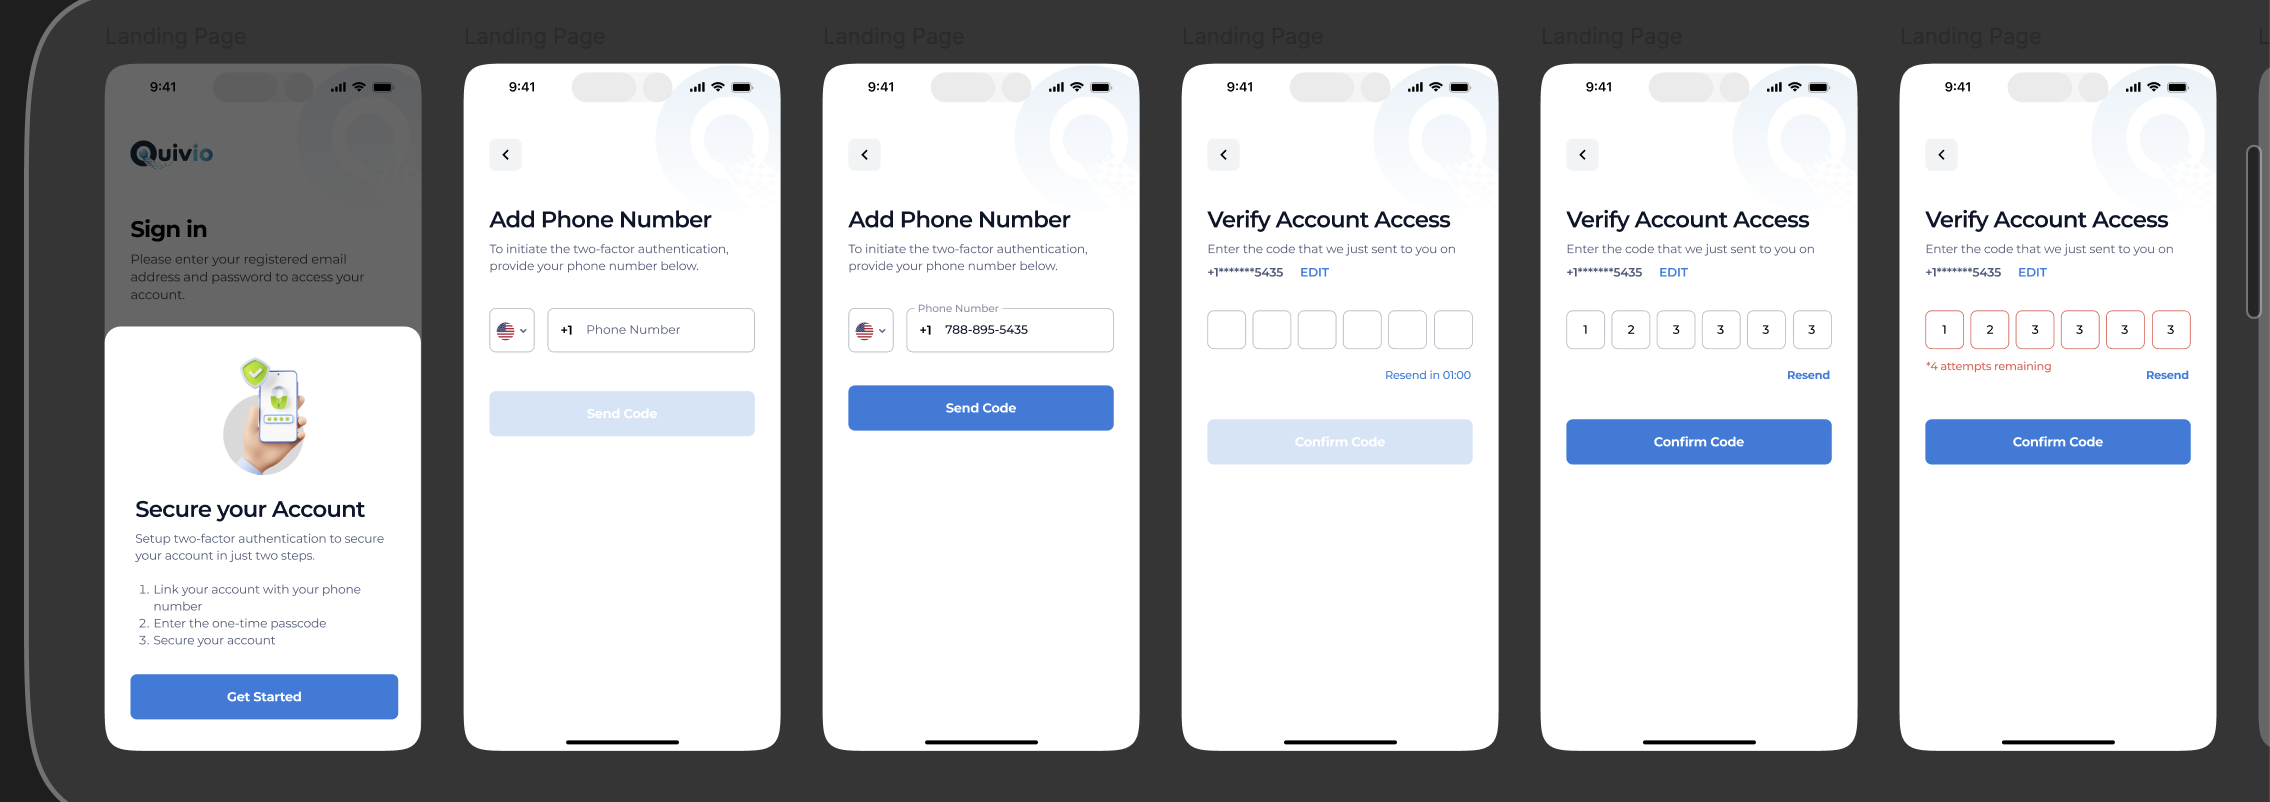 Landing Page
9:41
Quivio
Sign in
Please enter your registered email
address and password to access your
account.
Secure your Account
Setup two-factor authentication to secure
your account in just two steps.
1. Link your account with your phone
number
2. Enter the one-time passcode
3. Secure your account
Get Started
Landing Page
9:41
Add Phone Number
To initiate the two-factor authentication,
provide your phone number below.
+1 Phone Number
Send Code
Landing Page
9:41
Add Phone Number
To initiate the two-factor authentication,
provide your phone number below.
Phone Number
+1 788-895-5435
Send Code
Landing Page
9:41
Verify Account Access
Enter the code that we just sent to you on
+1*******5435 EDIT
Resend in 01:00
Confirm Code
Landing Page
9:41
Verify Account Access
Enter the code that we just sent to you on
+1*******5435 EDIT
1 2 3 3 3 3
Resend
Confirm Code
Landing Page
9:41
Verify Account Access
Enter the code that we just sent to you on
+1*******5435 EDIT
1 2 3 3 3 3
*4 attempts remaining
Resend
Confirm Code